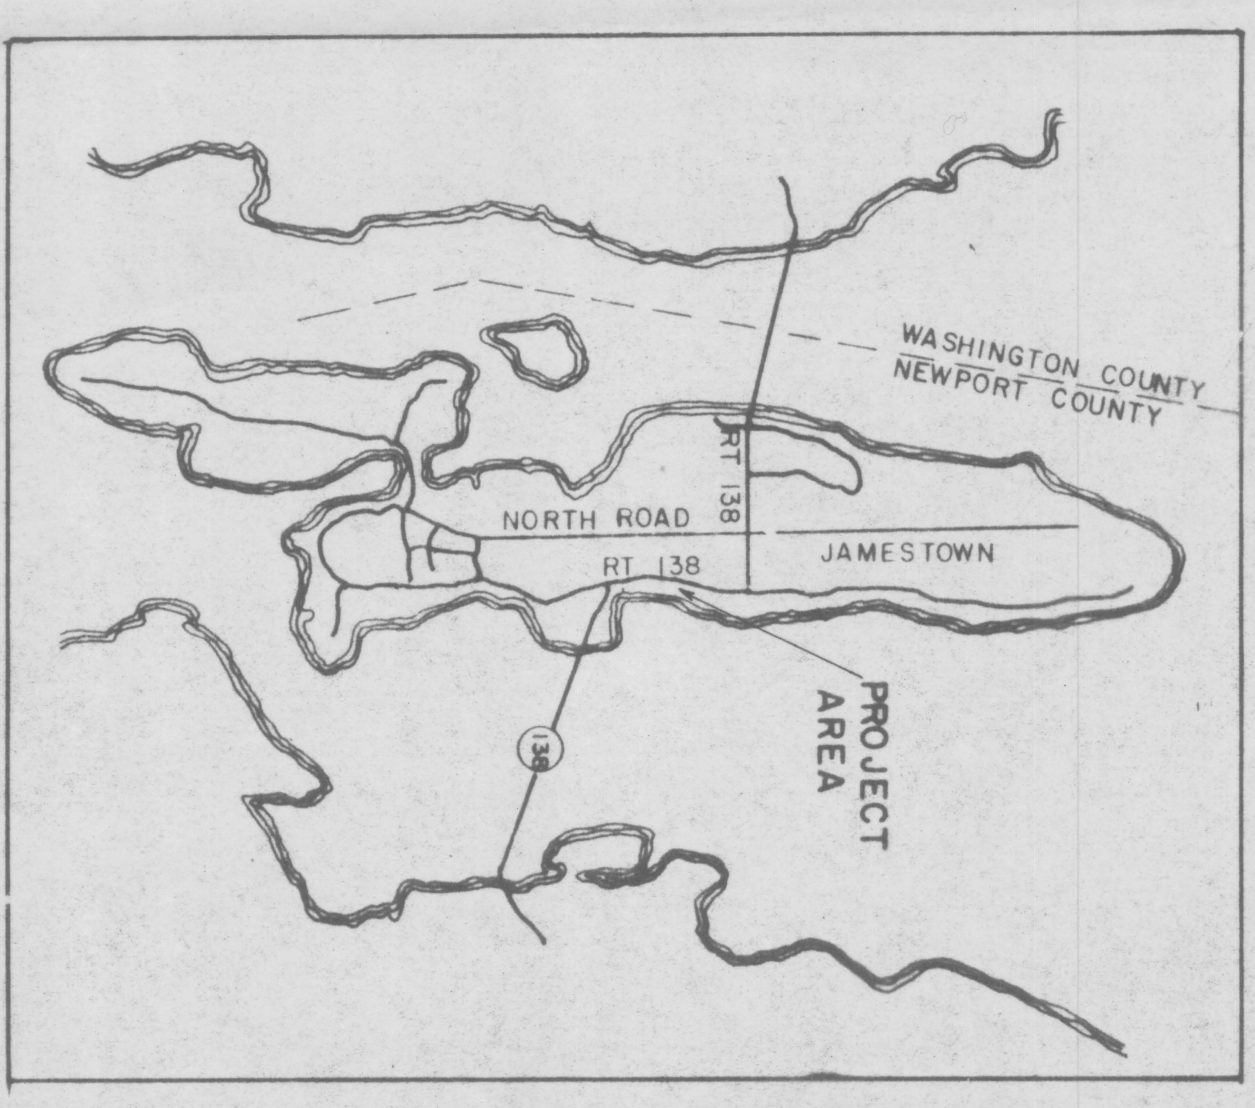 WASHINGTON COUNTY
NEWPORT COUNTY
RT 138
NORTH ROAD
JAMESTOWN
RT 138
PROJECT
AREA
138